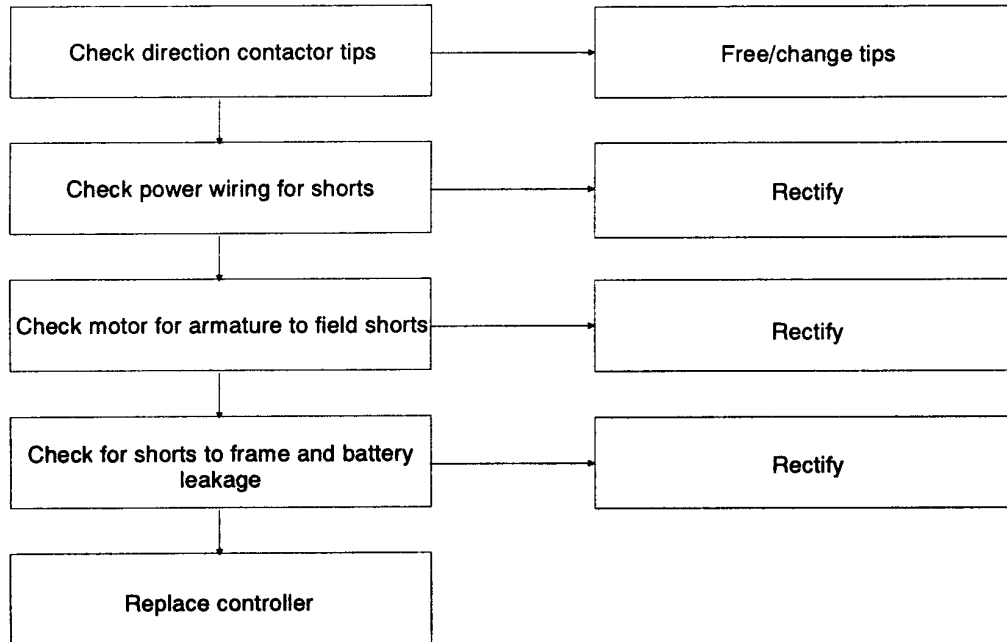 Check direction contactor tips
Free/change tips
Check power wiring for shorts
Rectify
Check motor for armature to field shorts
Rectify
Check for shorts to frame and battery
leakage
Rectify
Replace controller